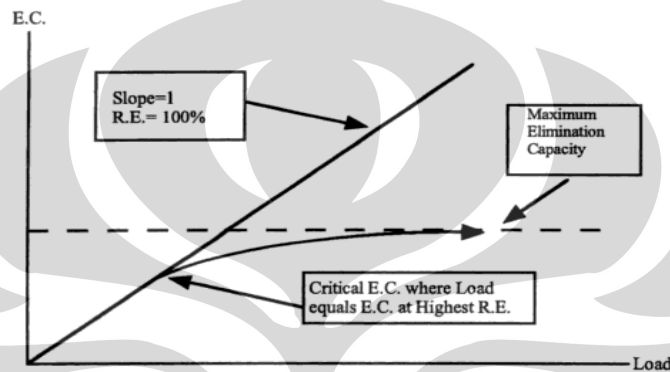 E.C.
Slope=1
R.E.= 100%
Maximum
Elimination
Capacity
Critical E.C. where Load
equals E.C. at Highest R.E.
Load